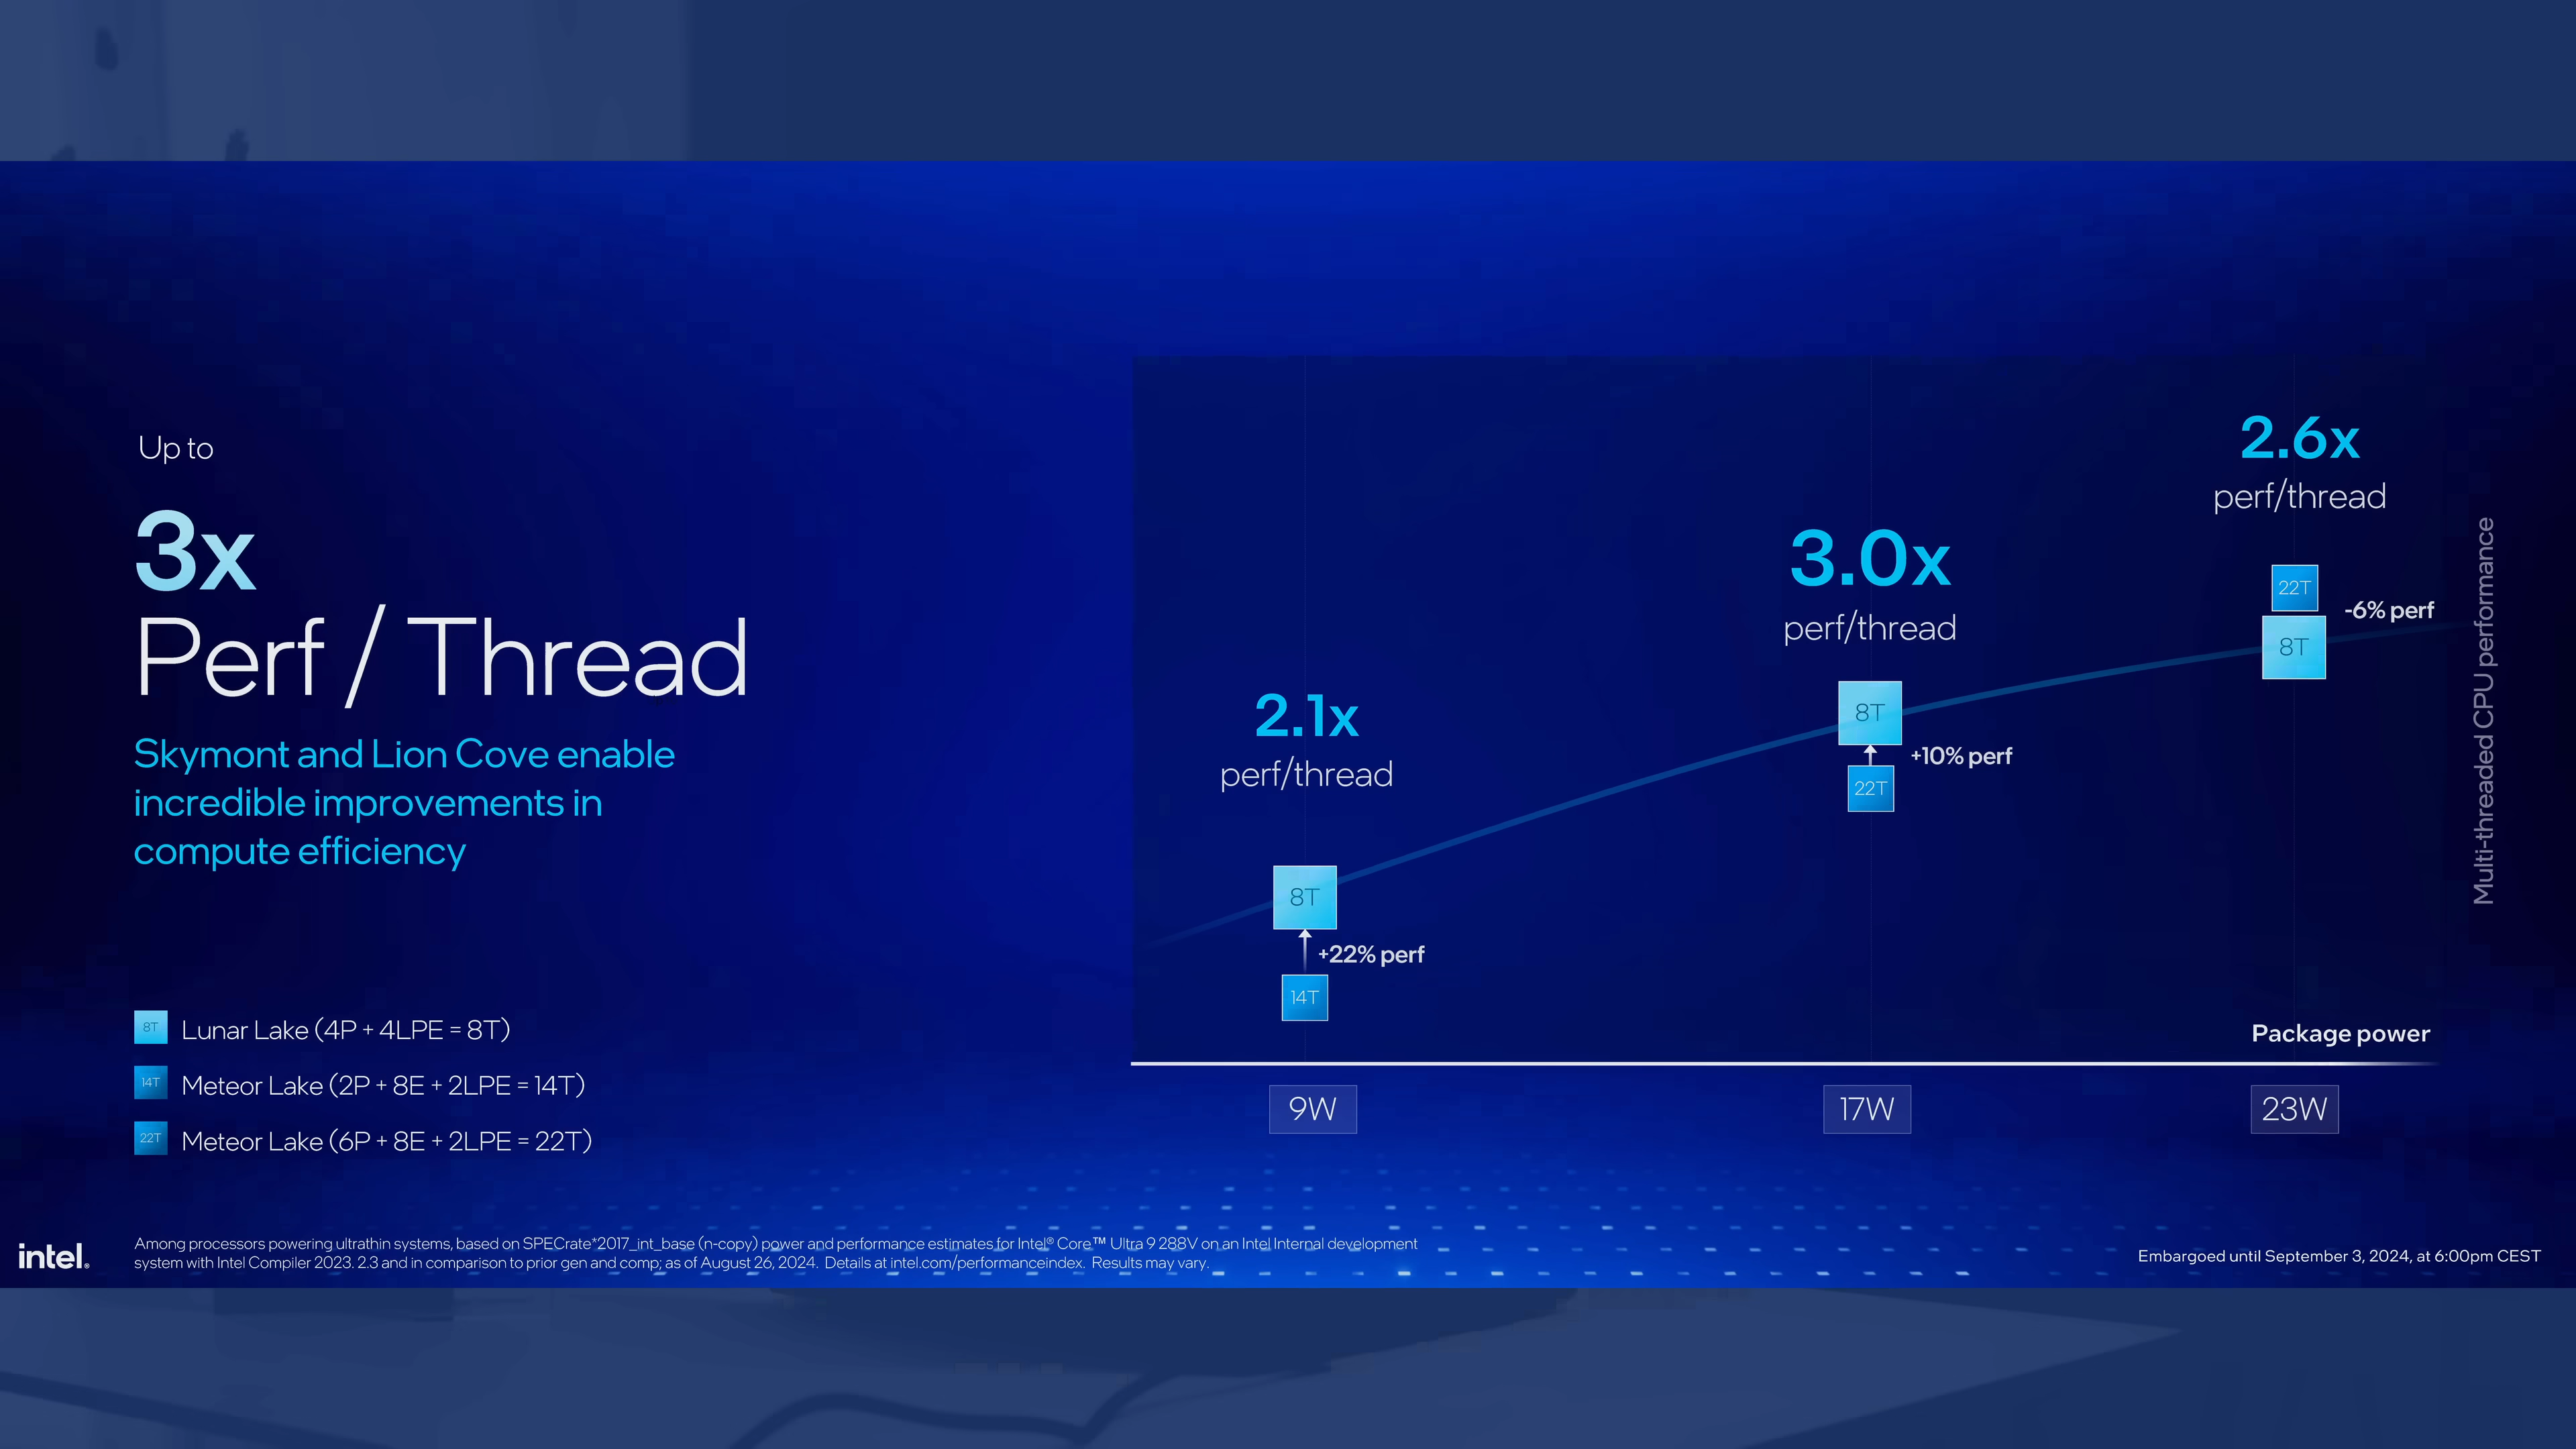 Up to
3x
Perf / Thread
Skymont and Lion Cove enable
incredible improvements in
compute efficiency
8T Lunar Lake (4P + 4LPE = 8T)
14T Meteor Lake (2P + 8E + 2LPE = 14T)
22T Meteor Lake (6P + 8E + 2LPE = 22T)
2.1x
perf/thread
8T
+22% perf
14T
3.0x
perf/thread
8T
+10% perf
22T
2.6x
perf/thread
22T
-6% perf
8T
Multi-threaded CPU performance
Package power
9W 17W 23W
intel.
Among processors powering ultrathin systems, based on SPECrate*2017_int_base (n-copy) power and performance estimates for Intel® Core™ Ultra 9 288V on an Intel Internal development
system with Intel Compiler 2023. 2.3 and in comparison to prior gen and comp; as of August 26, 2024. Details at intel.com/performanceindex. Results may vary.
Embargoed until September 3, 2024, at 6:00pm CEST